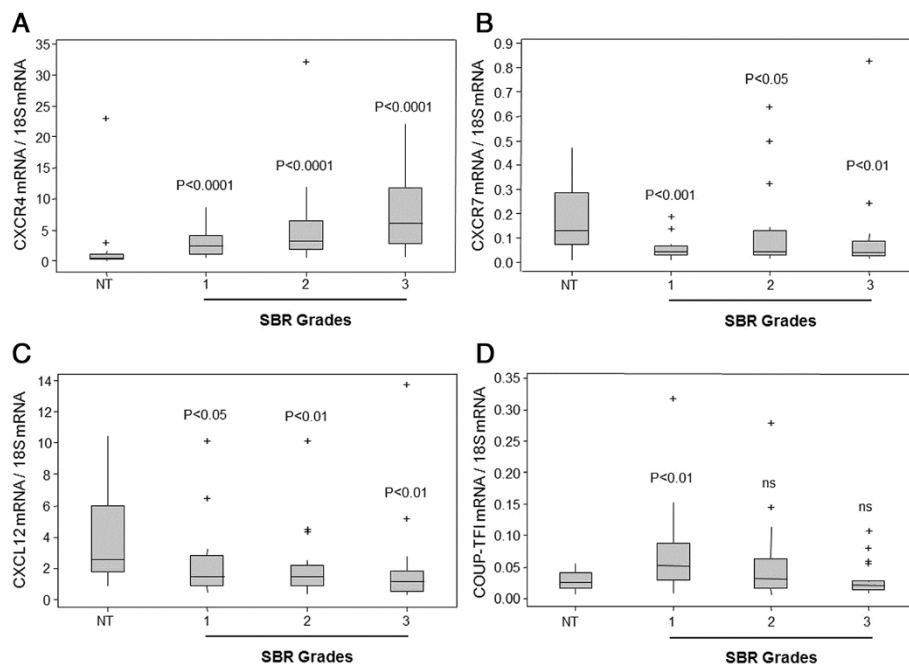 A
CXCR4 mRNA / 18S mRNA
35
30
25
20
15
10
5
0
P<0.0001
P<0.0001
P<0.0001
NT
1
2
3
SBR Grades
B
CXCR7 mRNA / 18S mRNA
0.9
0.8
0.7
0.6
0.5
0.4
0.3
0.2
0.1
0.0
P<0.001
P<0.05
P<0.01
NT
1
2
3
SBR Grades
C
CXCL12 mRNA / 18S mRNA
14
12
10
8
6
4
2
0
P<0.05
P<0.01
P<0.01
NT
1
2
3
SBR Grades
D
COUP-TFI mRNA / 18S mRNA
0.35
0.30
0.25
0.20
0.15
0.10
0.05
0.00
P<0.01
ns
ns
NT
1
2
3
SBR Grades